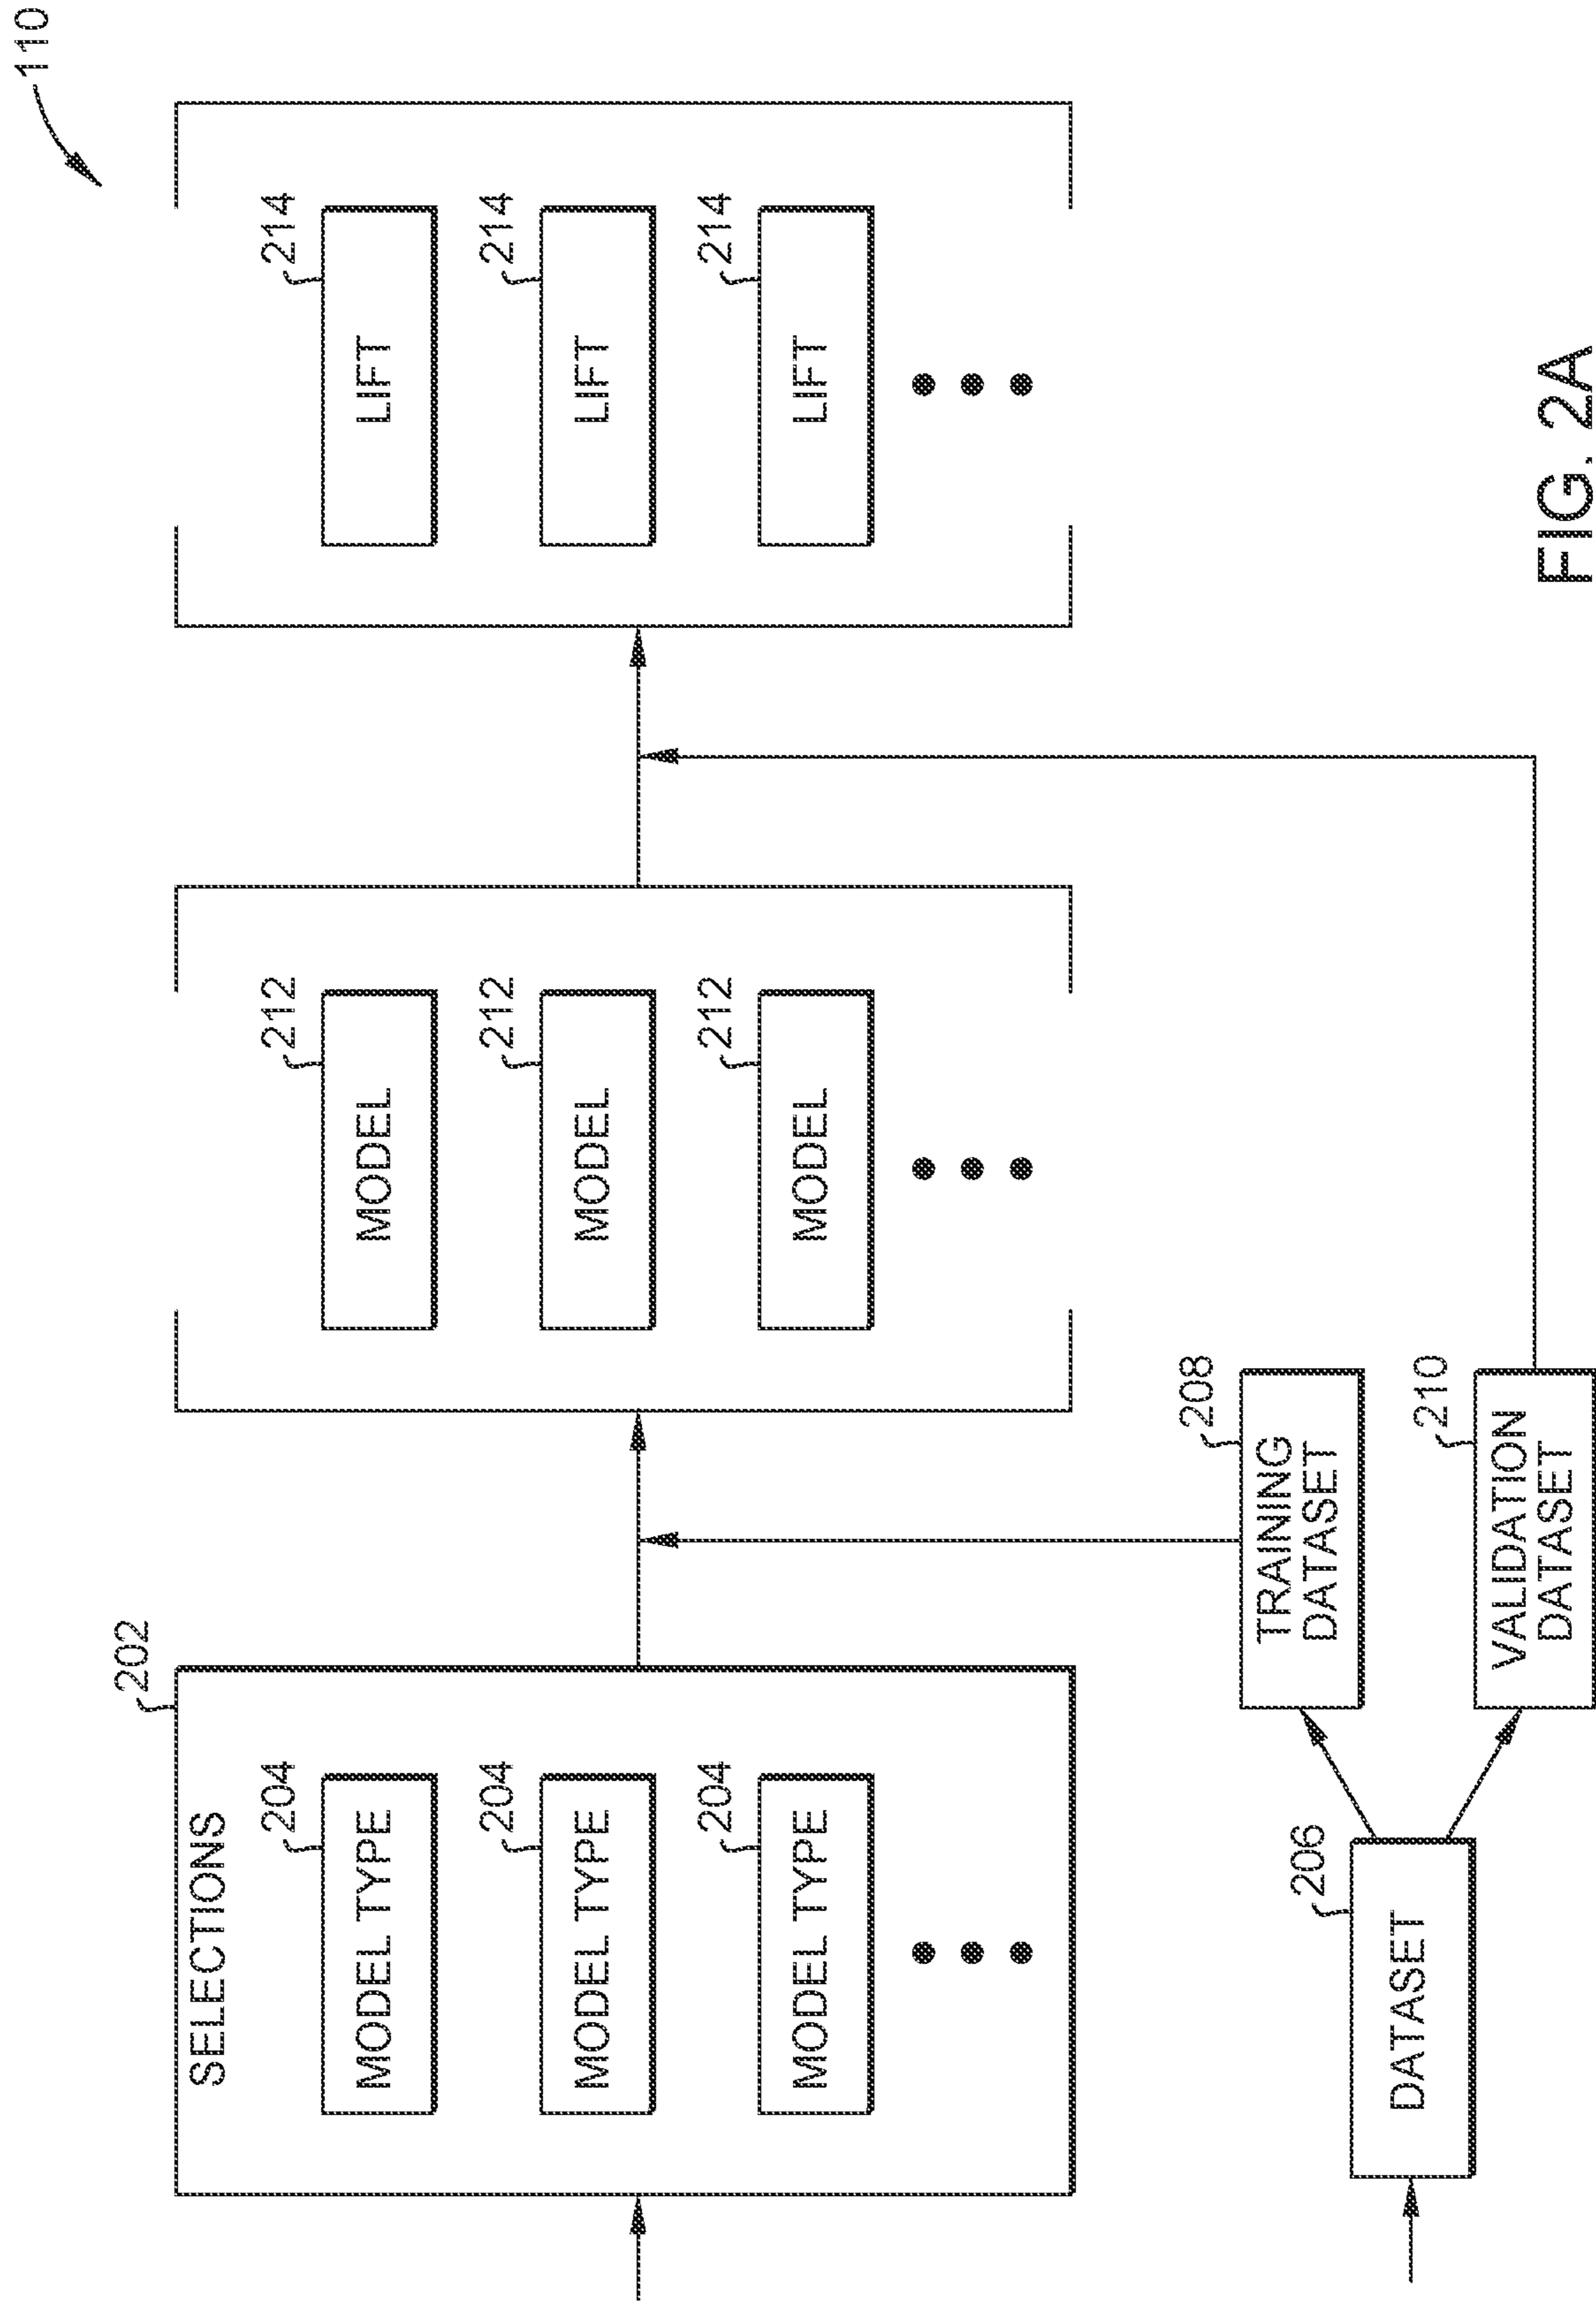 110
202
SELECTIONS
204
MODEL TYPE
204
MODEL TYPE
204
MODEL TYPE
212
MODEL
212
MODEL
212
MODEL
214
LIFT
214
LIFT
214
LIFT
206
DATASET
208
TRAINING
DATASET
210
VALIDATION
DATASET
FIG. 2A